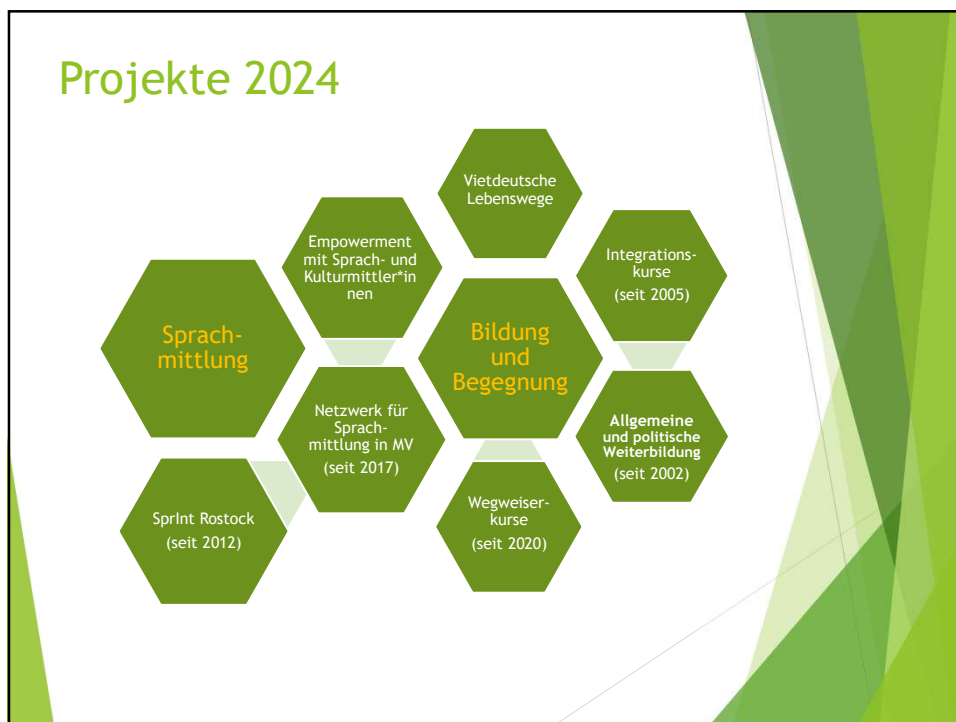 Projekte 2024
Vietdeutsche
Lebenswege
Empowerment
mit Sprach- und
Kulturmittler*in
nen
Integrations-
kurse
(seit 2005)
Sprach-
mittlung
Bildung
und
Begegnung
Netzwerk für
Sprach-
mittlung in MV
(seit 2017)
Allgemeine
und politische
Weiterbildung
(seit 2002)
SprInt Rostock
(seit 2012)
Wegweiser-
kurse
(seit 2020)